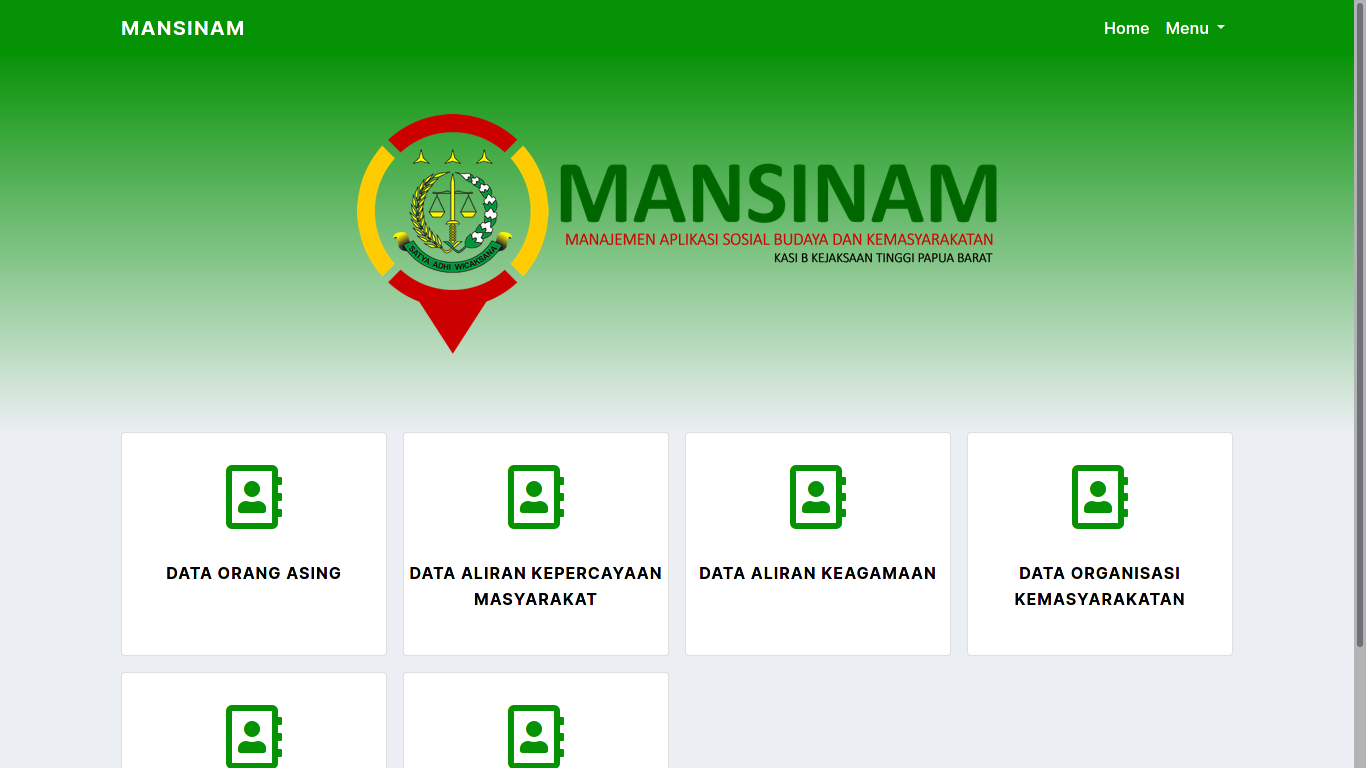 MANSINAM
Home
Menu
SATYA ADHI WICAKSANA
MANSINAM
MANAJEMEN APLIKASI SOSIAL BUDAYA DAN KEMASYARAKATAN
KASI B KEJAKSAAN TINGGI PAPUA BARAT
DATA ORANG ASING
DATA ALIRAN KEPERCAYAAN
MASYARAKAT
DATA ALIRAN KEAGAMAAN
DATA ORGANISASI
KEMASYARAKATAN